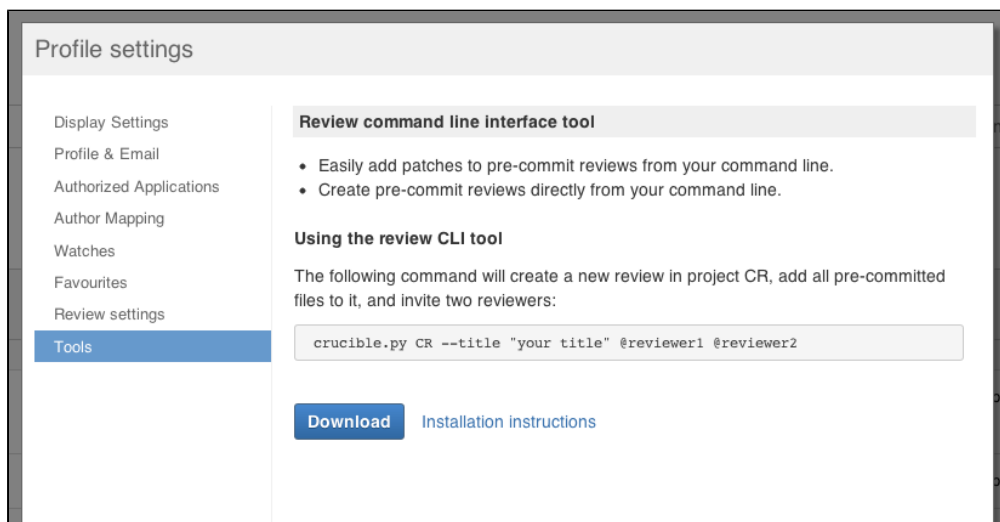 Profile settings
Display Settings
Profile & Email
Authorized Applications
Author Mapping
Watches
Favourites
Review settings
Tools
Review command line interface tool
• Easily add patches to pre-commit reviews from your command line.
• Create pre-commit reviews directly from your command line.
Using the review CLI tool
The following command will create a new review in project CR, add all pre-committed
files to it, and invite two reviewers:
crucible.py CR --title "your title" @reviewer1 @reviewer2
Download
Installation instructions